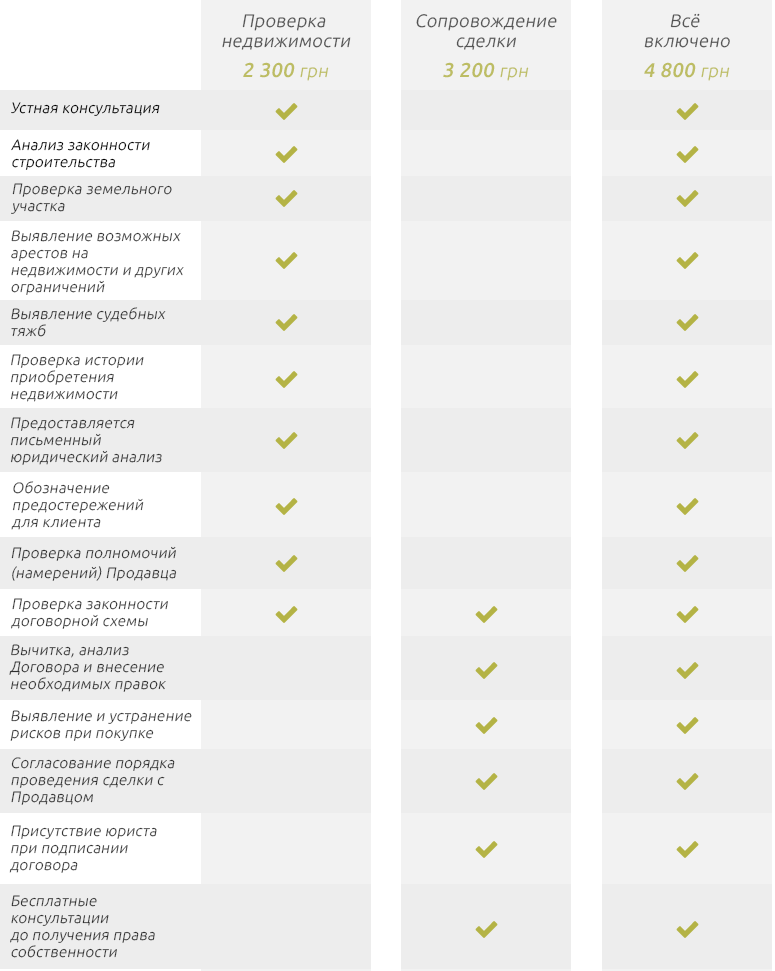 Проверка
недвижимости
2 300 грн
Сопровождение
сделки
3 200 грн
Всё
включено
4 800 грн
Устная консультация
Анализ законности
строительства
Проверка земельного
участка
Выявление возможных
арестов на
недвижимости и других
ограничений
Выявление судебных
тяжб
Проверка истории
приобретения
недвижимости
Предоставляется
письменный
юридический анализ
Обозначение
предостережений
для клиента
Проверка полномочий
(намерений) Продавца
Проверка законности
договорной схемы
Вычитка, анализ
Договора и внесение
необходимых правок
Выявление и устранение
рисков при покупке
Согласование порядка
проведения сделки с
Продавцом
Присутствие юриста
при подписании
договора
Бесплатные
консультации
до получения права
собственности